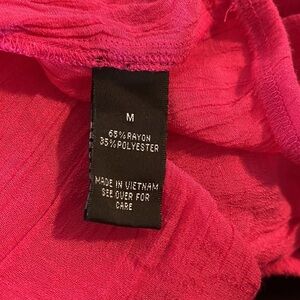 M
65% RAYON
35% POLYESTER
MADE IN VIETNAM
SEE OVER FOR
CARE